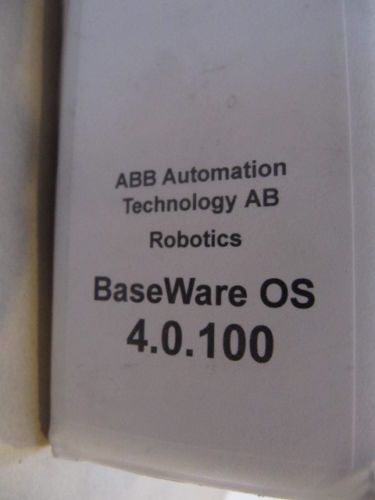 ABB Automation
Technology AB
Robotics
BaseWare OS
4.0.100